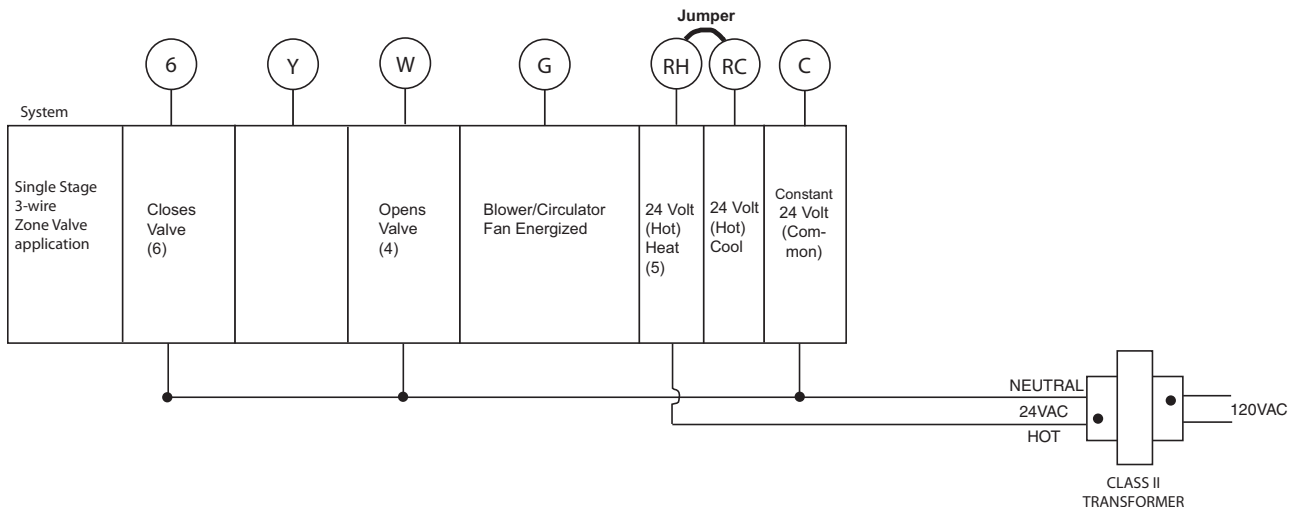 Jumper
6
Y
W
G
RH
RC
C
System
Single Stage
3-wire
Zone Valve
application
Closes
Valve
(6)
Opens
Valve
(4)
Blower/Circulator
Fan Energized
24 Volt
(Hot)
Heat
(5)
24 Volt
(Hot)
Cool
Constant
24 Volt
(Com-
mon)
NEUTRAL
24VAC
HOT
120VAC
CLASS II
TRANSFORMER